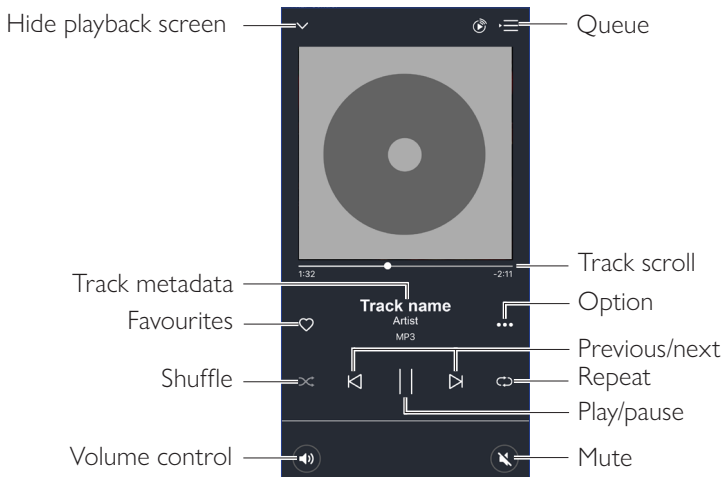 Hide playback screen
Queue
1:32
-2:11
Track scroll
Track metadata
Track name
Option
Favourites
Artist
MP3
Previous/next
Shuffle
Repeat
Play/pause
Volume control
Mute